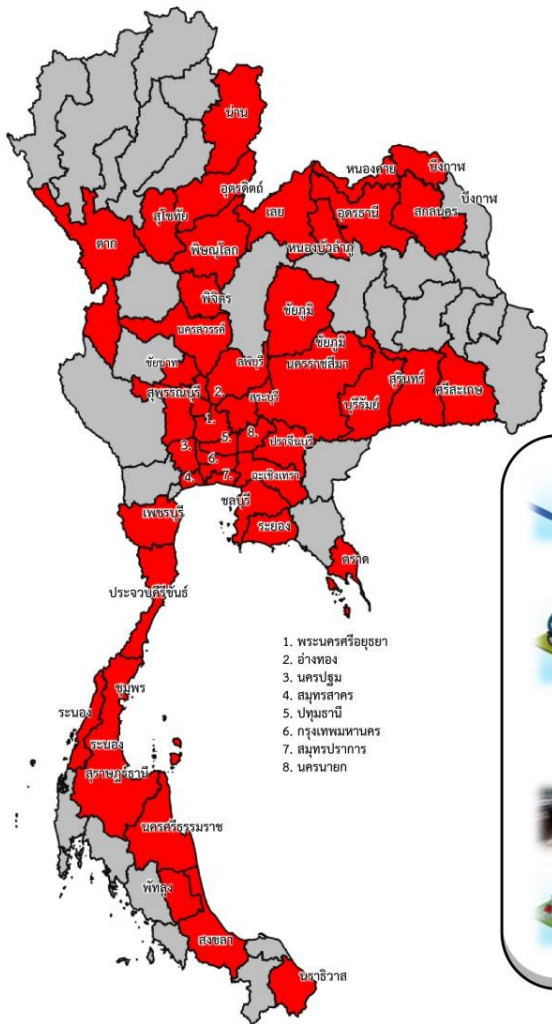 น่าน
อุตรดิตถ์
หนองคาย
บึงกาฬ
สุโขทัย
เลย
อุดรธานี
สกลนคร
บึงกาฬ
ตาก
พิษณุโลก
หนองบัวลำภู
พิจิตร
ชัยภูมิ
นครสวรรค์
ชัยนาท
ลพบุรี
ชัยภูมิ
นครราชสีมา
สุรินทร์
ศรีสะเกษ
สุพรรณบุรี
2.
สระบุรี
บุรีรัมย์
1.
3.
5.
8.
ปราจีนบุรี
6.
4.
7.
ฉะเชิงเทรา
ชลบุรี
เพชรบุรี
ระยอง
ตราด
ประจวบคีรีขันธ์
1. พระนครศรีอยุธยา
2. อ่างทอง
3. นครปฐม
4. สมุทรสาคร
5. ปทุมธานี
6. กรุงเทพมหานคร
7. สมุทรปราการ
8. นครนายก
ชุมพร
ระนอง
ระนอง
สุราษฎร์ธานี
นครศรีธรรมราช
พัทลุง
สงขลา
นราธิวาส